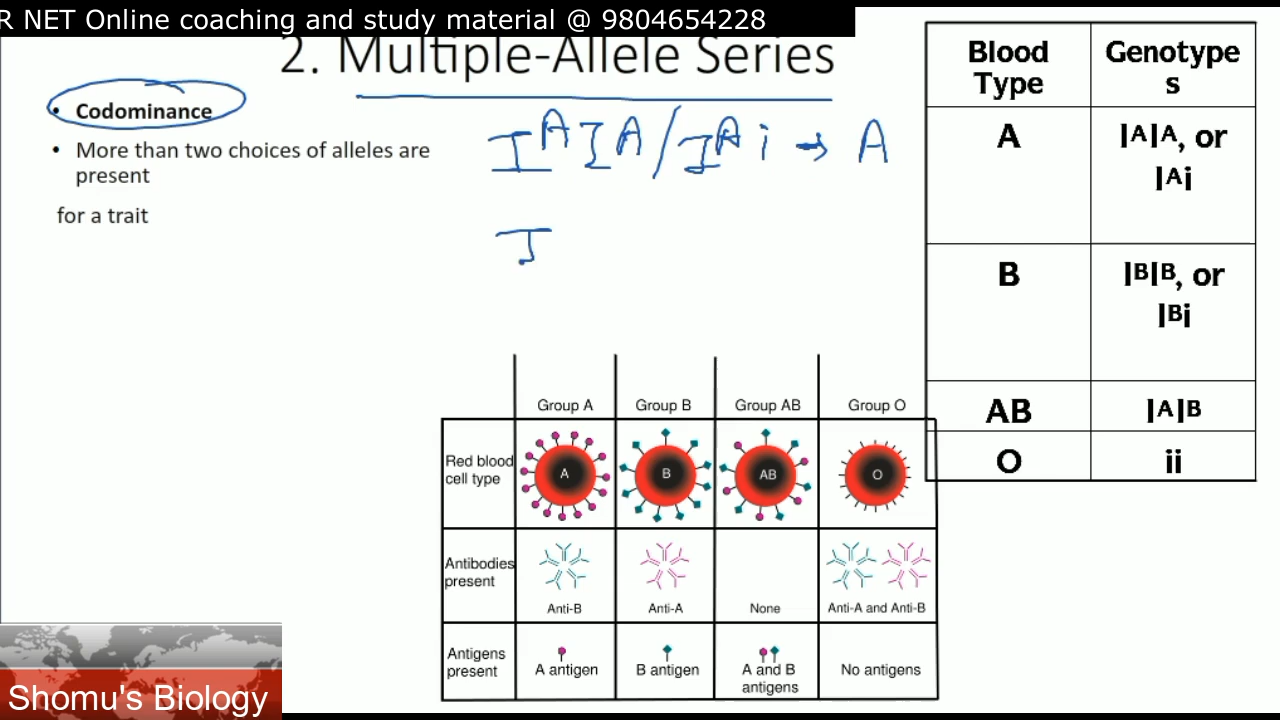 R NET Online coaching and study material @ 9804654228
2. Multiple-Allele Series
• Codominance
• More than two choices of alleles are
present
for a trait
I^A I^A / I^A i → A
I
Blood Type Genotype s
A IAIA, or IAi
B IBIB, or IBi
AB IAIB
O ii
Group A Group B Group AB Group O
Red blood cell type A B AB O
Antibodies present Anti-B Anti-A None Anti-A and Anti-B
Antigens present A antigen B antigen A and B antigens No antigens
Shomu's Biology